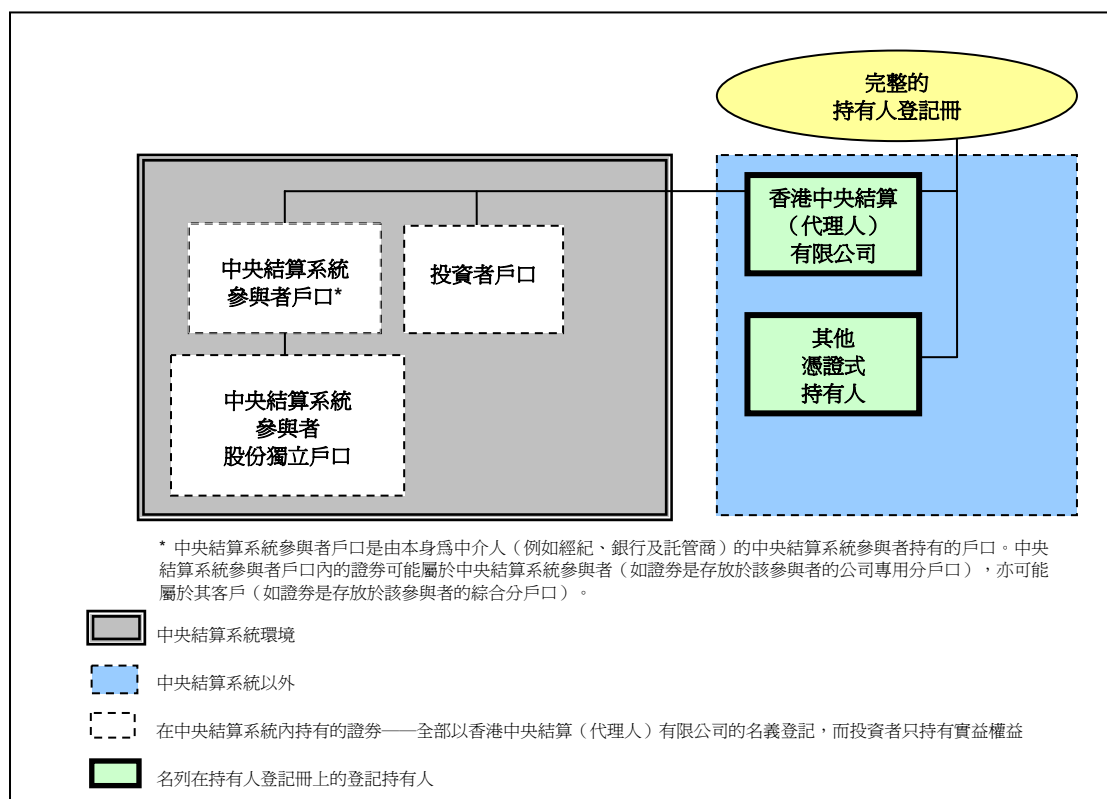 完整的
持有人登記冊
香港中央結算
（代理人）
有限公司
中央結算系統
參與者戶口*
投資者戶口
其他
憑證式
持有人
中央結算系統
參與者
股份獨立戶口
* 中央結算系統參與者戶口是由本身爲中介人（例如經紀、銀行及託管商）的中央結算系統參與者持有的戶口。中央
結算系統參與者戶口內的證券可能屬於中央結算系統參與者（如證券是存放於該參與者的公司專用分戶口），亦可能
屬於其客戶（如證券是存放於該參與者的綜合分戶口）。
中央結算系統環境
中央結算系統以外
在中央結算系統內持有的證券——全部以香港中央結算（代理人）有限公司的名義登記，而投資者只持有實益權益
名列在持有人登記冊上的登記持有人